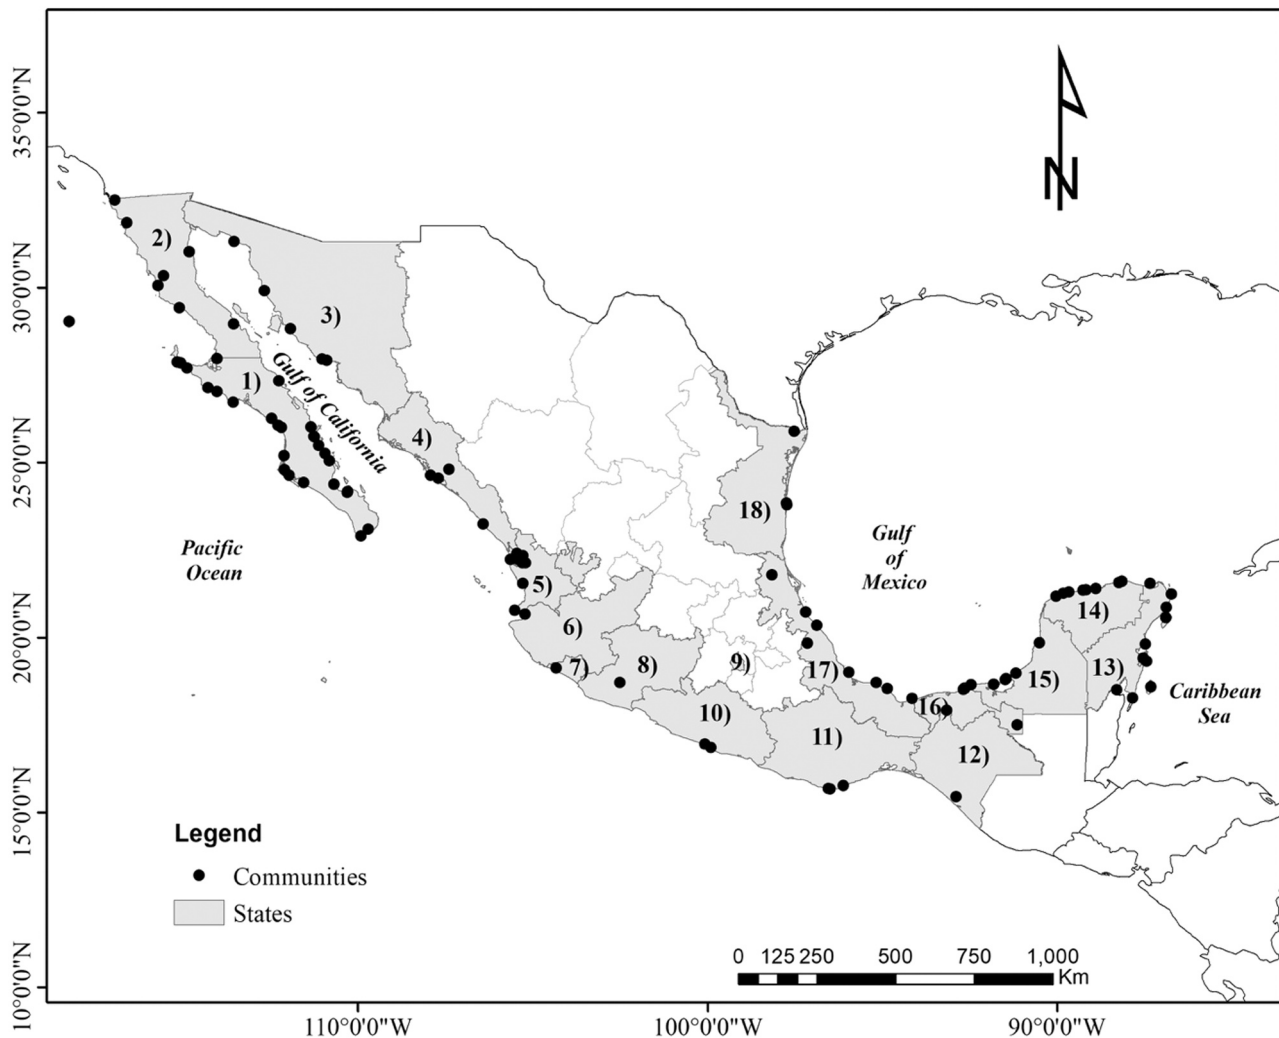 35°0'0"N
30°0'0"N
25°0'0"N
20°0'0"N
15°0'0"N
10°0'0"N
N
2)
3)
1)
Gulf of California
4)
18)
Pacific
Ocean
Gulf
of
Mexico
5)
6)
7)
8)
9)
10)
11)
12)
13)
14)
15)
16)
17)
Caribbean
Sea
Legend
Communities
States
0 125 250 500 750 1,000
Km
110°0'0"W
100°0'0"W
90°0'0"W